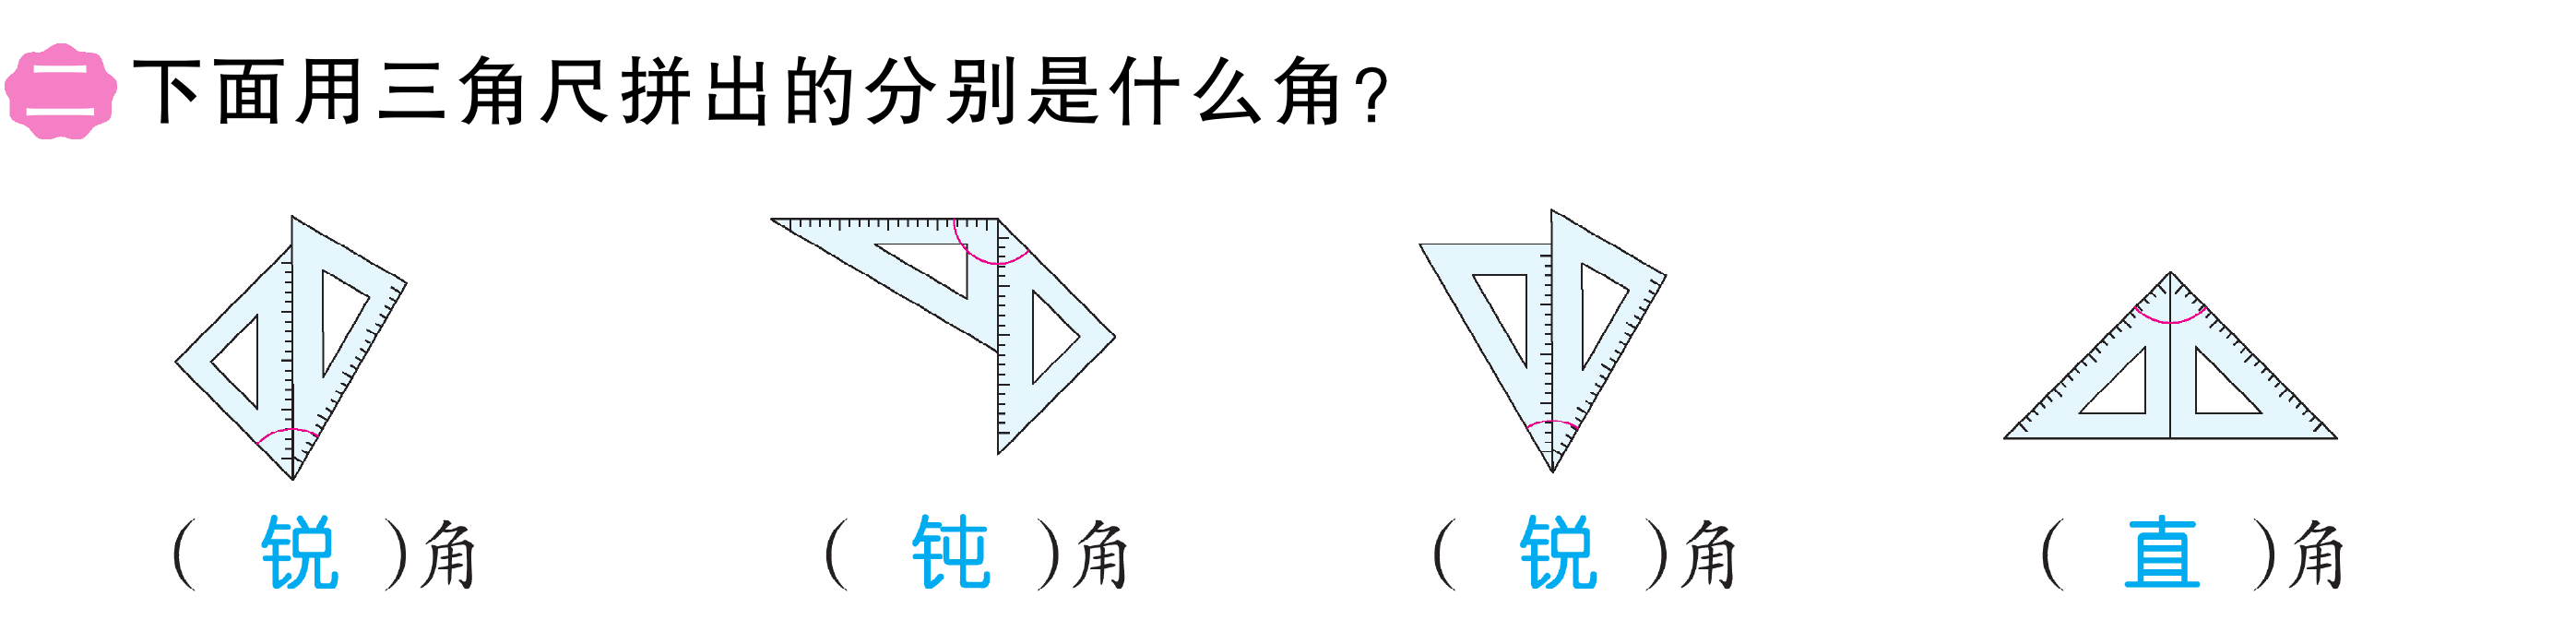 二 下面用三角尺拼出的分别是什么角?
( 锐 )角 ( 钝 )角 ( 锐 )角 ( 直 )角